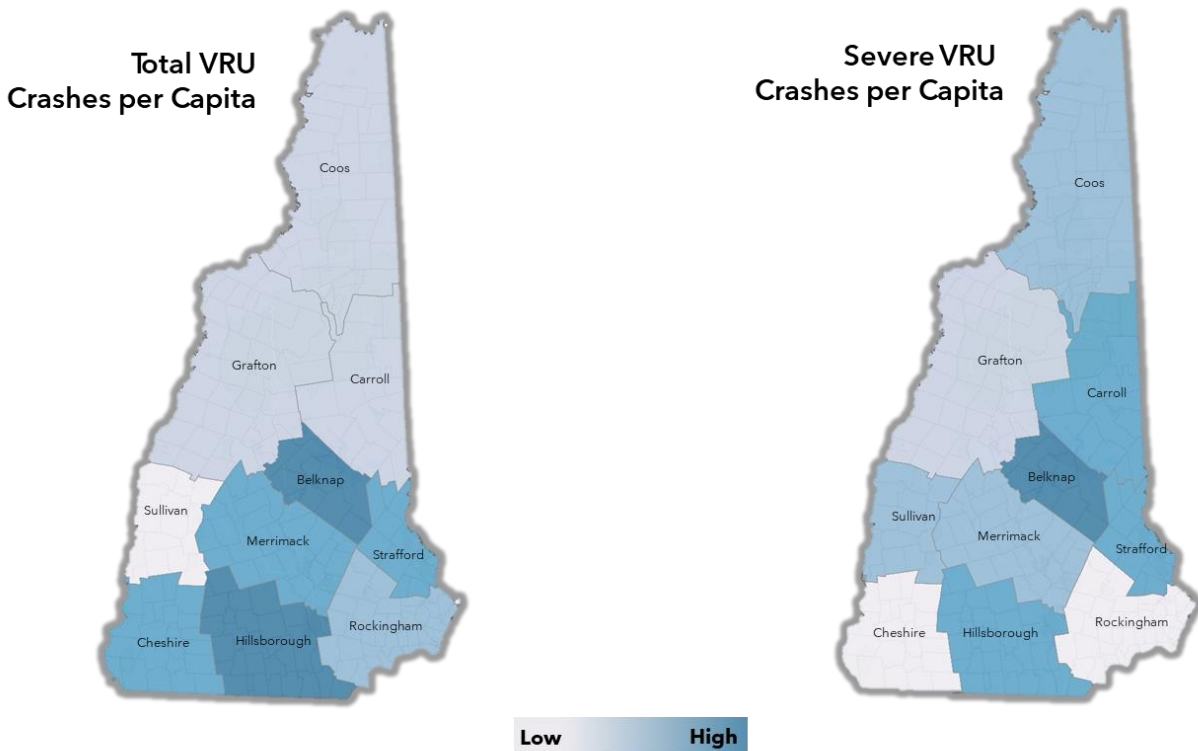 Total VRU
Crashes per Capita
Coos
Grafton
Carroll
Belknap
Sullivan
Merrimack
Strafford
Cheshire
Hillsborough
Rockingham
Severe VRU
Crashes per Capita
Coos
Grafton
Carroll
Belknap
Sullivan
Merrimack
Strafford
Cheshire
Hillsborough
Rockingham
Low High